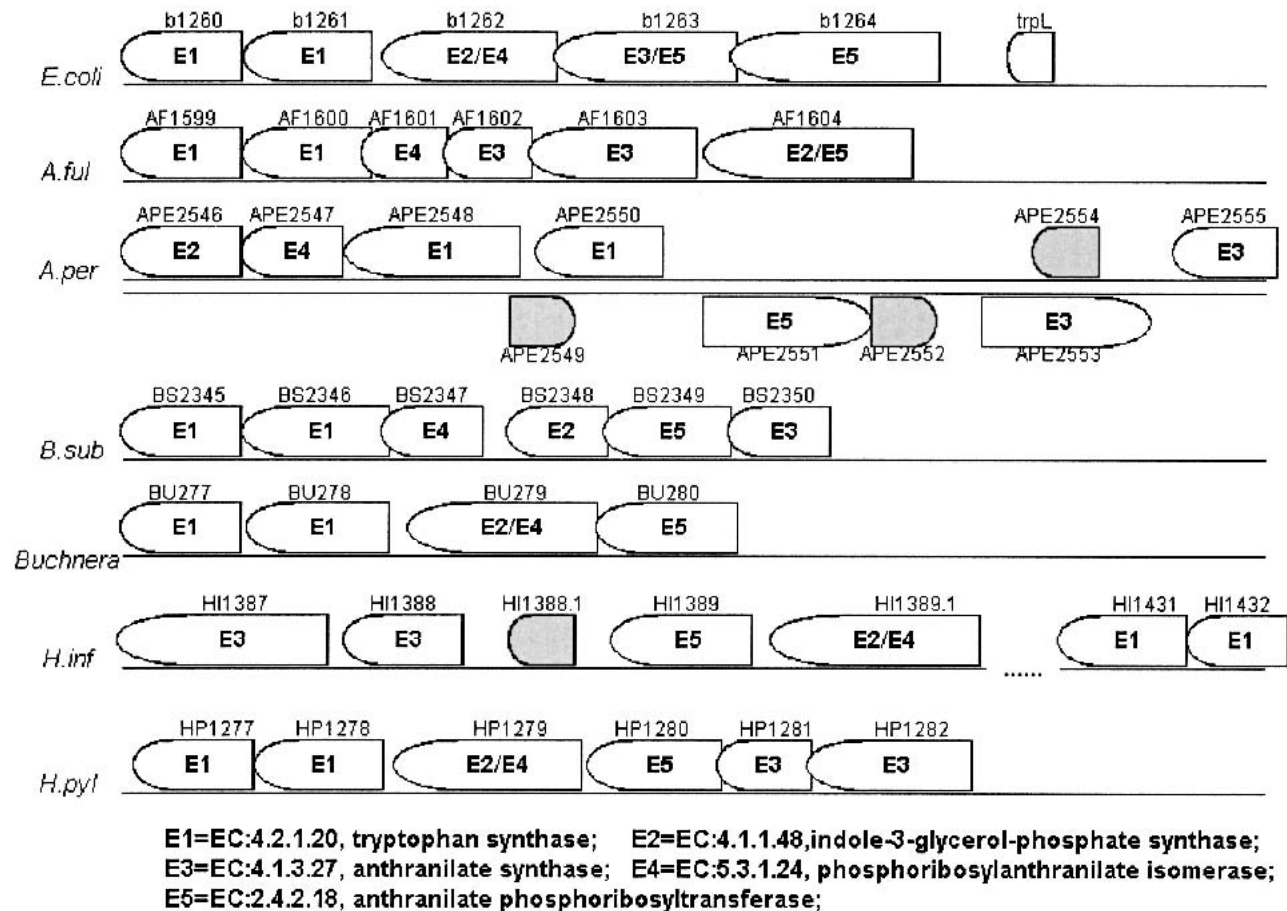 b1260 b1261 b1262 b1263 b1264 trpL
E1 E1 E2/E4 E3/E5 E5
E.coli
AF1599 AF1600 AF1601 AF1602 AF1603 AF1604
E1 E1 E4 E3 E3 E2/E5
A.ful
APE2546 APE2547 APE2548 APE2550 APE2554 APE2555
E2 E4 E1 E1 E3
A.per
E5 E3
APE2549 APE2551 APE2552 APE2553
BS2345 BS2346 BS2347 BS2348 BS2349 BS2350
E1 E1 E4 E2 E5 E3
B.sub
BU277 BU278 BU279 BU280
E1 E1 E2/E4 E5
Buchnera
HI1387 HI1388 HI1388.1 HI1389 HI1389.1 HI1431 HI1432
E3 E3 E5 E2/E4 E1 E1
H.inf ......
HP1277 HP1278 HP1279 HP1280 HP1281 HP1282
E1 E1 E2/E4 E5 E3 E3
H.pyl
E1=EC:4.2.1.20, tryptophan synthase; E2=EC:4.1.1.48,indole-3-glycerol-phosphate synthase;
E3=EC:4.1.3.27, anthranilate synthase; E4=EC:5.3.1.24, phosphoribosylanthranilate isomerase;
E5=EC:2.4.2.18, anthranilate phosphoribosyltransferase;